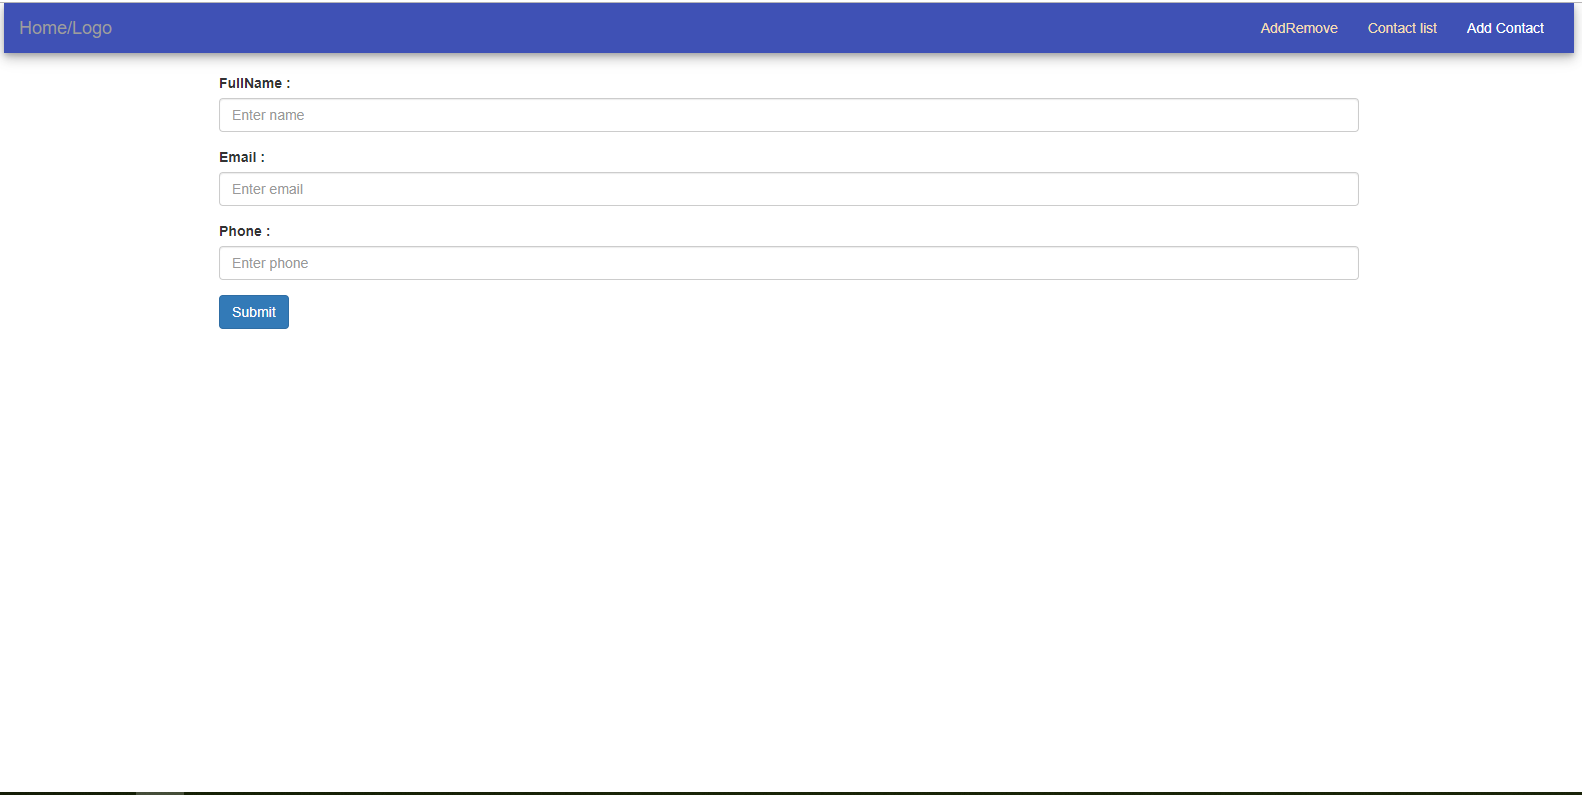 Home/Logo AddRemove Contact list Add Contact
FullName :
Enter name
Email :
Enter email
Phone :
Enter phone
Submit